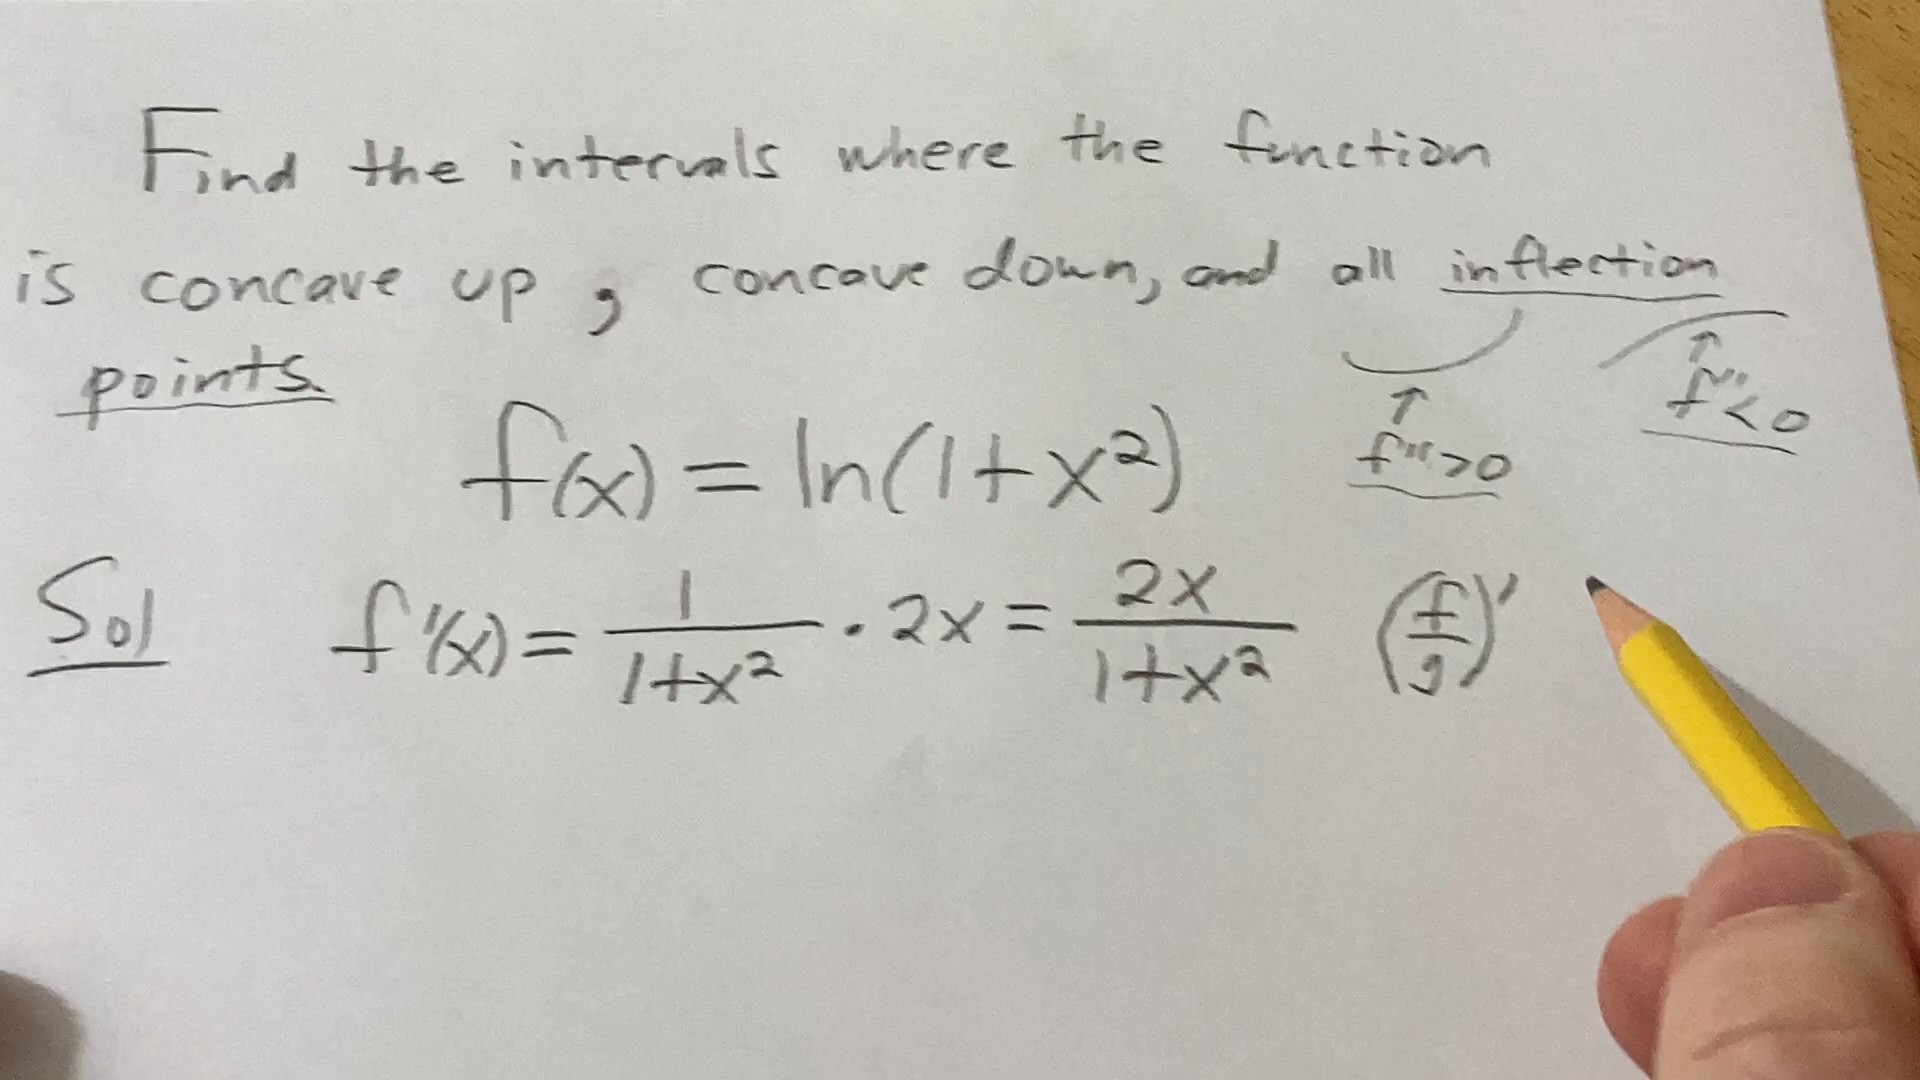 Find the intervals where the function
is concave up, concave down, and all inflection
points.
f''>0
f''<0
f(x) = ln(1+x²)
Sol f'(x) = 1/(1+x²) · 2x = 2x/(1+x²) (f/g)'